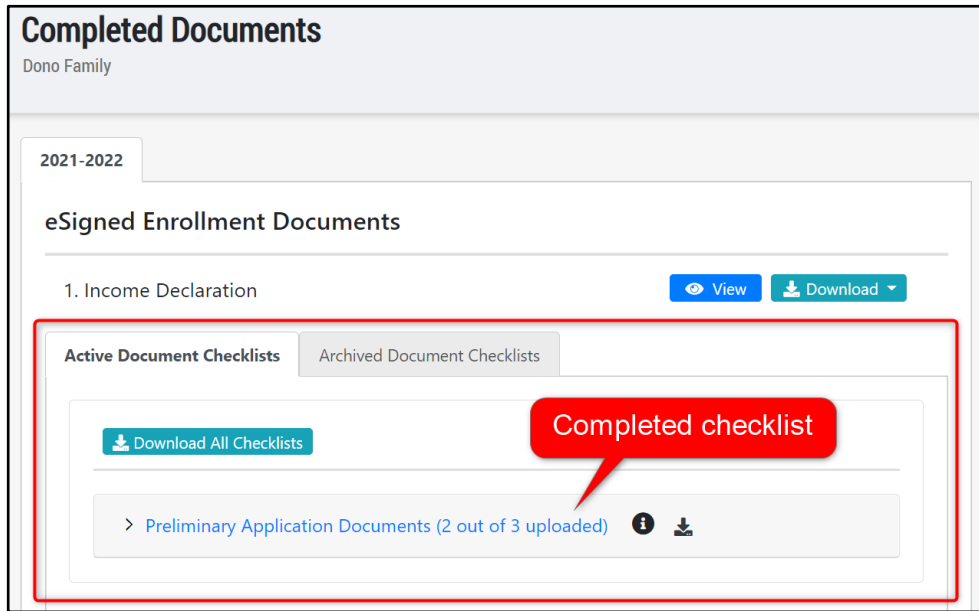 Completed Documents
Dono Family
2021-2022
eSigned Enrollment Documents
1. Income Declaration
View
Download
Active Document Checklists
Archived Document Checklists
Completed checklist
Download All Checklists
Preliminary Application Documents (2 out of 3 uploaded)